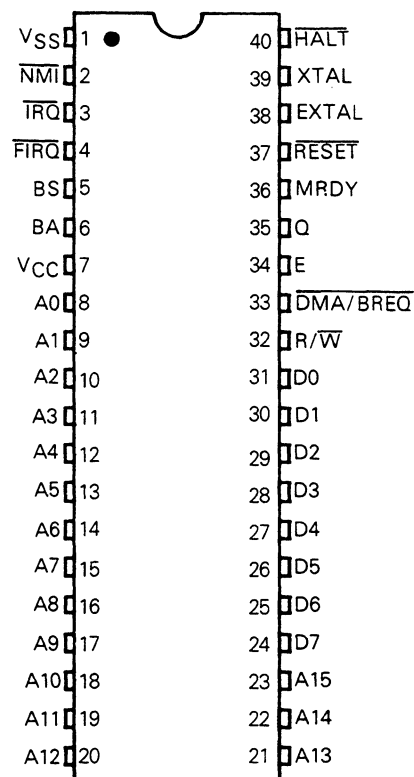 VSS 1 40 HALT
NMI 2 39 XTAL
IRQ 3 38 EXTAL
FIRQ 4 37 RESET
BS 5 36 MRDY
BA 6 35 Q
VCC 7 34 E
A0 8 33 DMA/BREQ
A1 9 32 R/W
A2 10 31 D0
A3 11 30 D1
A4 12 29 D2
A5 13 28 D3
A6 14 27 D4
A7 15 26 D5
A8 16 25 D6
A9 17 24 D7
A10 18 23 A15
A11 19 22 A14
A12 20 21 A13